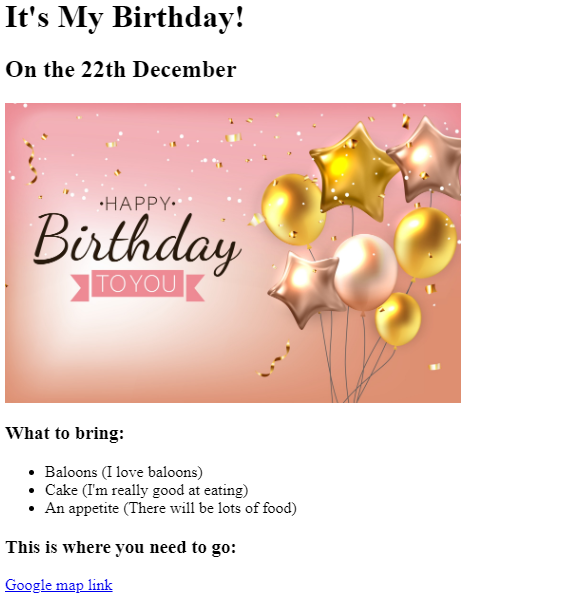 It's My Birthday!
On the 22th December
•HAPPY•
Birthday
TO YOU
What to bring:
• Baloons (I love baloons)
• Cake (I'm really good at eating)
• An appetite (There will be lots of food)
This is where you need to go:
Google map link